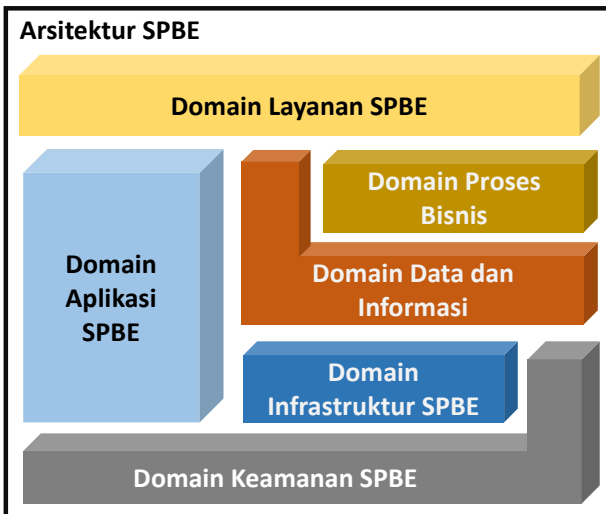 Arsitektur SPBE
Domain Layanan SPBE
Domain Proses
Bisnis
Domain
Aplikasi
SPBE
Domain Data dan
Informasi
Domain
Infrastruktur SPBE
Domain Keamanan SPBE